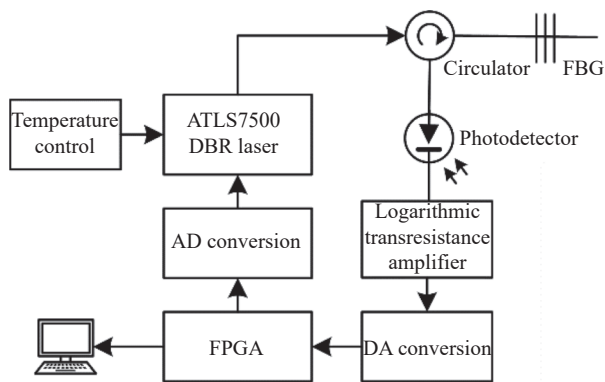 Circulator
FBG
Temperature
control
ATLS7500
DBR laser
Photodetector
AD conversion
Logarithmic
transresistance
amplifier
FPGA
DA conversion